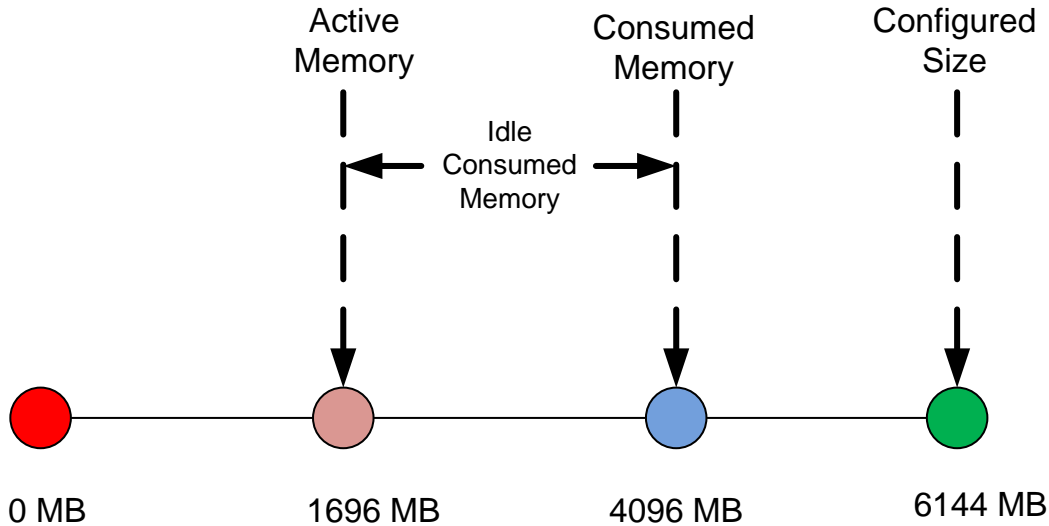 Active
Memory
Consumed
Memory
Configured
Size
Idle
Consumed
Memory
0 MB
1696 MB
4096 MB
6144 MB